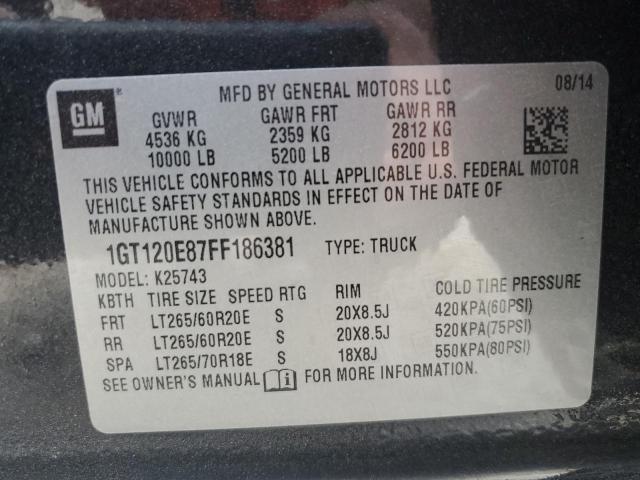 GM
MFD BY GENERAL MOTORS LLC 08/14
GVWR GAWR FRT GAWR RR
4536 KG 2359 KG 2812 KG
10000 LB 5200 LB 6200 LB
THIS VEHICLE CONFORMS TO ALL APPLICABLE U.S. FEDERAL MOTOR
VEHICLE SAFETY STANDARDS IN EFFECT ON THE DATE OF
MANUFACTURE SHOWN ABOVE.
1GT120E87FF186381 TYPE: TRUCK
MODEL: K25743
KBTH TIRE SIZE SPEED RTG RIM COLD TIRE PRESSURE
FRT LT265/60R20E S 20X8.5J 420KPA(60PSI)
RR LT265/60R20E S 20X8.5J 520KPA(75PSI)
SPA LT265/70R18E S 18X8J 550KPA(80PSI)
SEE OWNER'S MANUAL FOR MORE INFORMATION.